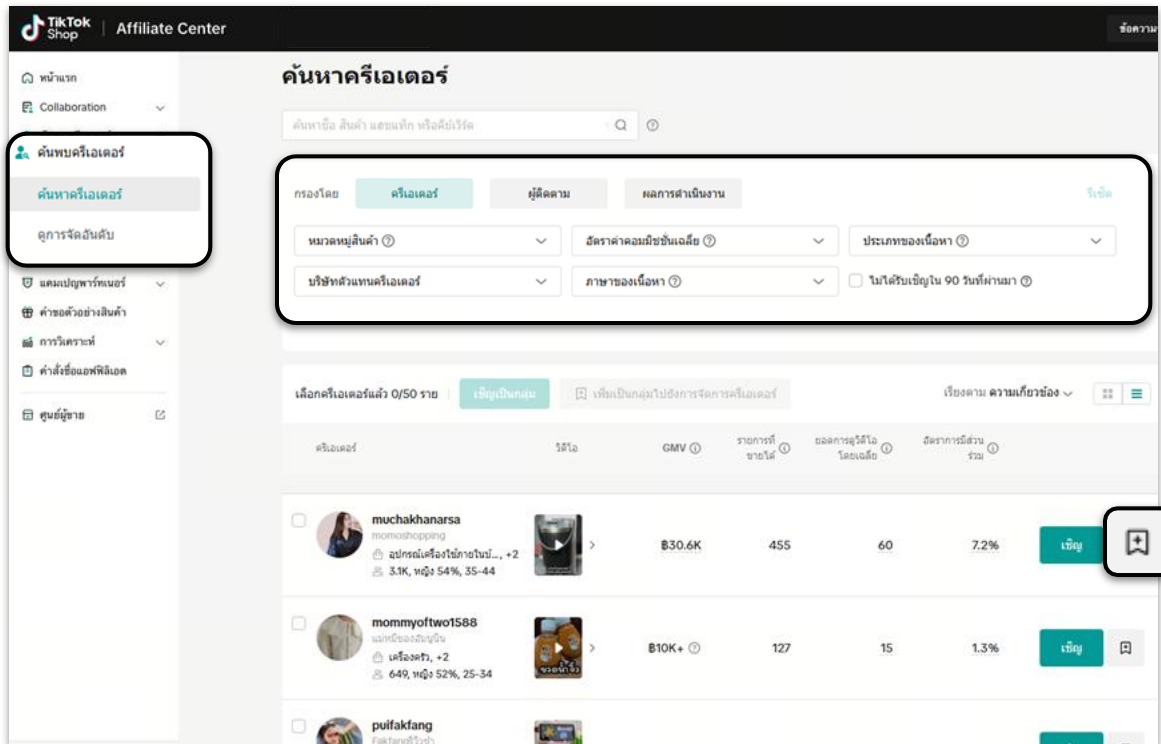 TikTok Shop | Affiliate Center
ข้อความ
หน้าแรก
Collaboration
ค้นพบครีเอเตอร์
ค้นหาครีเอเตอร์
ดูการจัดอันดับ
แคมเปญพาร์ทเนอร์
คำขอตัวอย่างสินค้า
การวิเคราะห์
คำสั่งซื้อแอฟฟิลิเอต
ศูนย์ผู้ขาย
ค้นหาครีเอเตอร์
ค้นหาชื่อ สินค้า แฮชแท็ก หรือคีย์เวิร์ด
กรองโดย ครีเอเตอร์ ผู้ติดตาม ผลการดำเนินงาน รีเซ็ต
หมวดหมู่สินค้า อัตราค่าคอมมิชชั่นเฉลี่ย ประเภทของเนื้อหา
บริษัทตัวแทนครีเอเตอร์ ภาษาของเนื้อหา ไม่ได้รับเชิญใน 90 วันที่ผ่านมา
เลือกครีเอเตอร์แล้ว 0/50 ราย เชิญเป็นกลุ่ม เพิ่มเป็นกลุ่มไปยังการจัดการครีเอเตอร์ เรียงตาม ความเกี่ยวข้อง
ครีเอเตอร์ วิดีโอ GMV รายการที่ขายได้ ยอดการดูวิดีโอโดยเฉลี่ย อัตราการมีส่วนร่วม
muchakhanarsa
momoshopping
อุปกรณ์เครื่องใช้ภายในบ้..., +2
3.1K, หญิง 54%, 35-44
฿30.6K 455 60 7.2% เชิญ
mommyoftwo1588
เครื่องครัว, +2
649, หญิง 52%, 25-34
฿10K+ 127 15 1.3% เชิญ
puifakfang